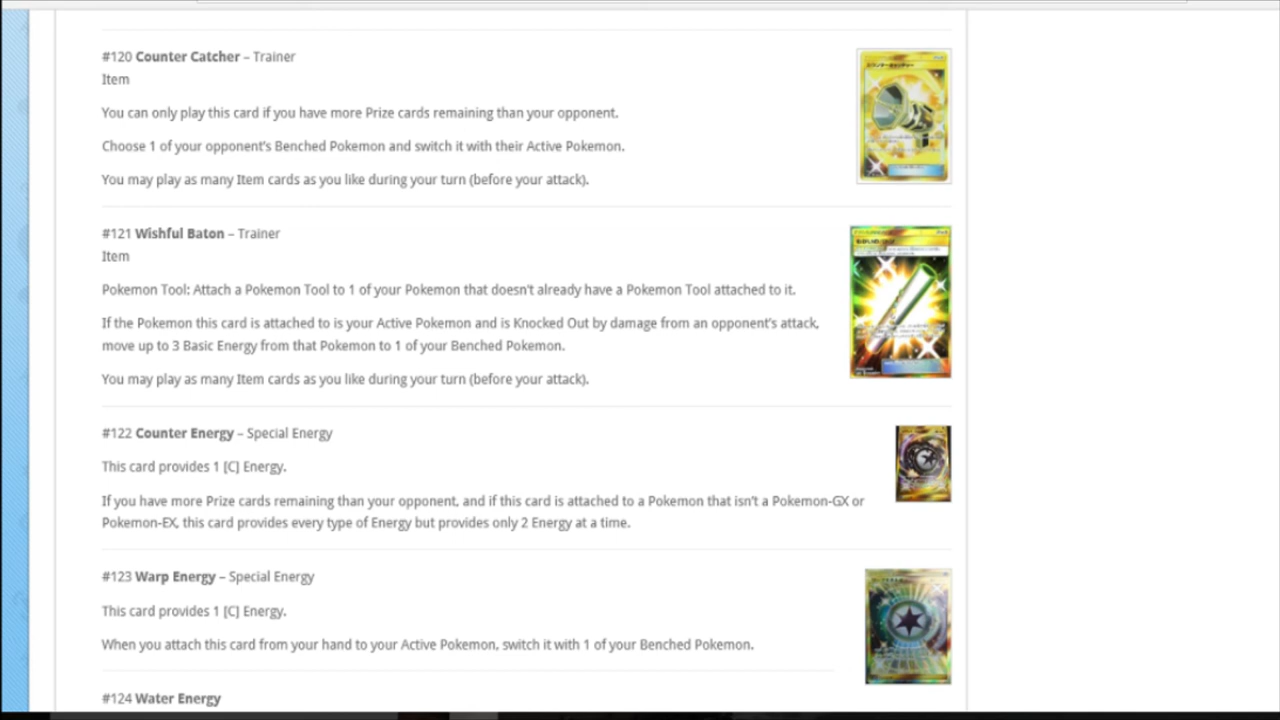 #120 Counter Catcher – Trainer
Item
You can only play this card if you have more Prize cards remaining than your opponent.
Choose 1 of your opponent's Benched Pokemon and switch it with their Active Pokemon.
You may play as many Item cards as you like during your turn (before your attack).
#121 Wishful Baton – Trainer
Item
Pokemon Tool: Attach a Pokemon Tool to 1 of your Pokemon that doesn't already have a Pokemon Tool attached to it.
If the Pokemon this card is attached to is your Active Pokemon and is Knocked Out by damage from an opponent's attack,
move up to 3 Basic Energy from that Pokemon to 1 of your Benched Pokemon.
You may play as many Item cards as you like during your turn (before your attack).
#122 Counter Energy – Special Energy
This card provides 1 [C] Energy.
If you have more Prize cards remaining than your opponent, and if this card is attached to a Pokemon that isn't a Pokemon-GX or
Pokemon-EX, this card provides every type of Energy but provides only 2 Energy at a time.
#123 Warp Energy – Special Energy
This card provides 1 [C] Energy.
When you attach this card from your hand to your Active Pokemon, switch it with 1 of your Benched Pokemon.
#124 Water Energy